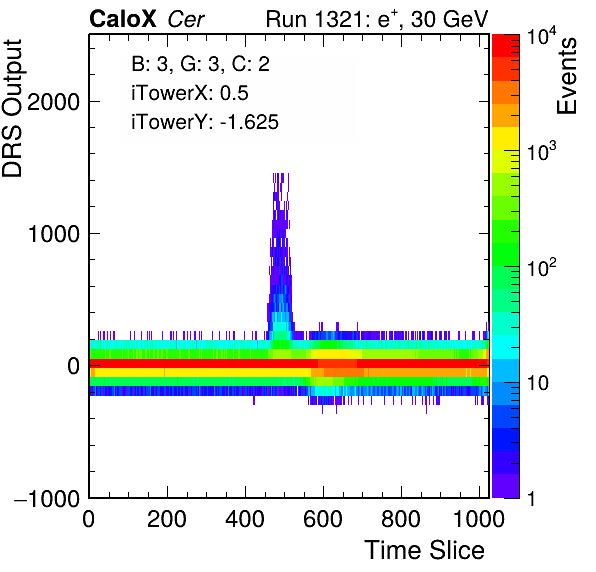 CaloX Cer
Run 1321: e⁺, 30 GeV
B: 3, G: 3, C: 2
iTowerX: 0.5
iTowerY: -1.625
DRS Output
2000
1000
0
−1000
0 200 400 600 800 1000
Time Slice
10⁴
10³
10²
10
1
Events